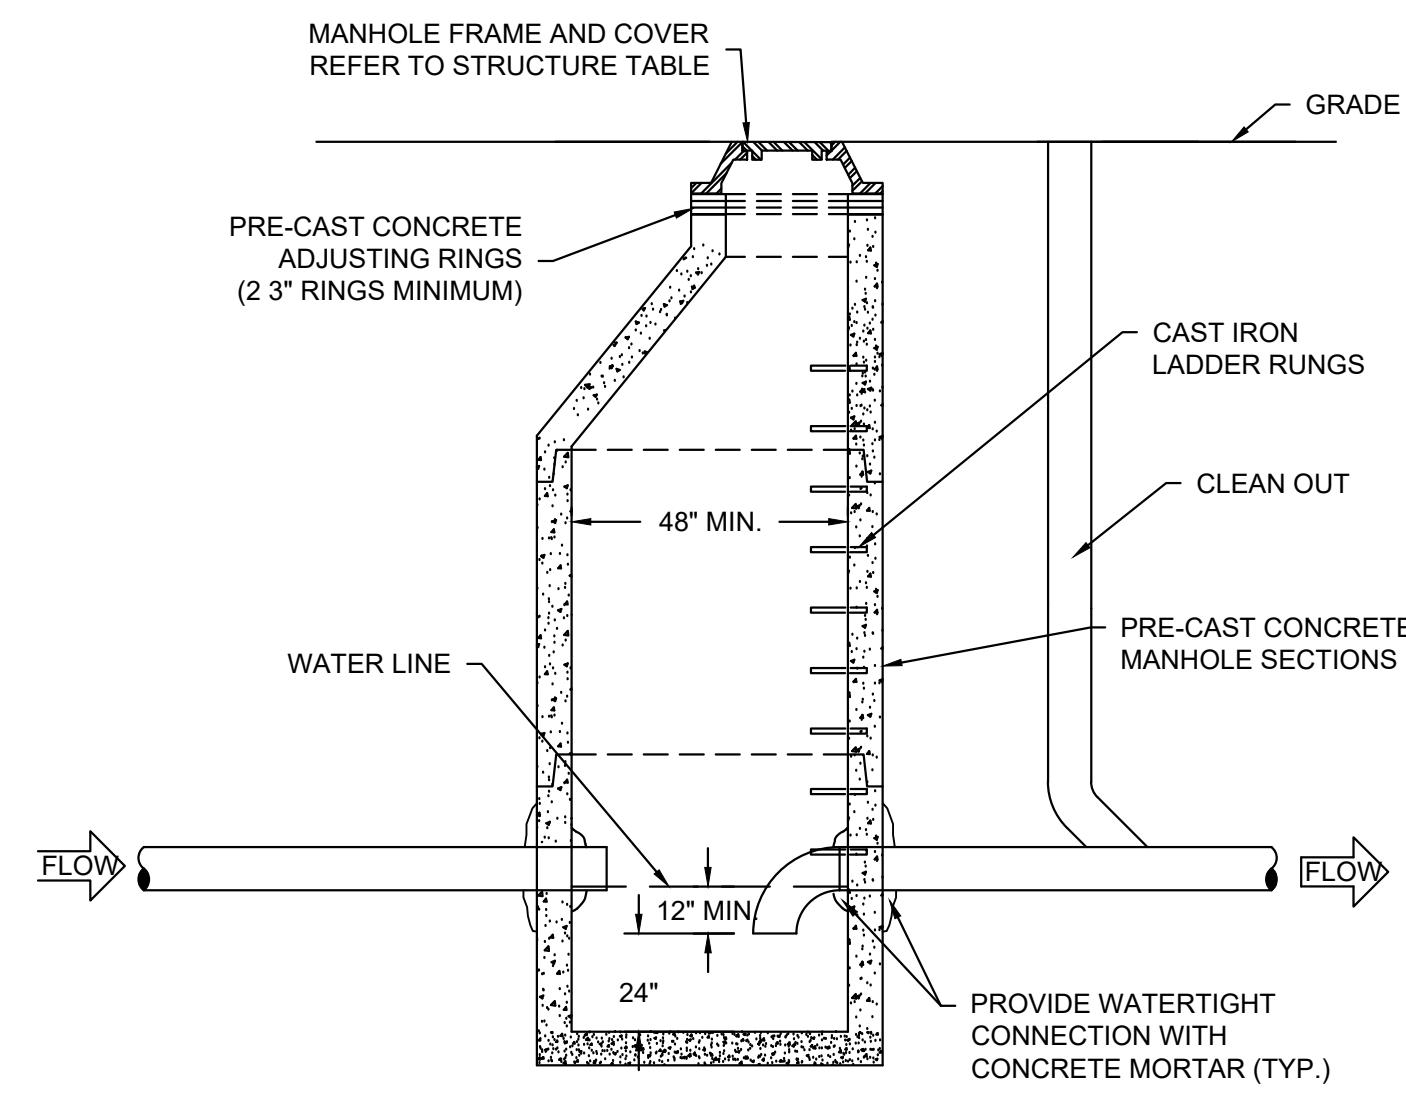 MANHOLE FRAME AND COVER
REFER TO STRUCTURE TABLE
GRADE
PRE-CAST CONCRETE
ADJUSTING RINGS
(2 3" RINGS MINIMUM)
CAST IRON
LADDER RUNGS
CLEAN OUT
48" MIN.
PRE-CAST CONCRETE
MANHOLE SECTIONS
WATER LINE
FLOW
FLOW
12" MIN.
24"
PROVIDE WATERTIGHT
CONNECTION WITH
CONCRETE MORTAR (TYP.)